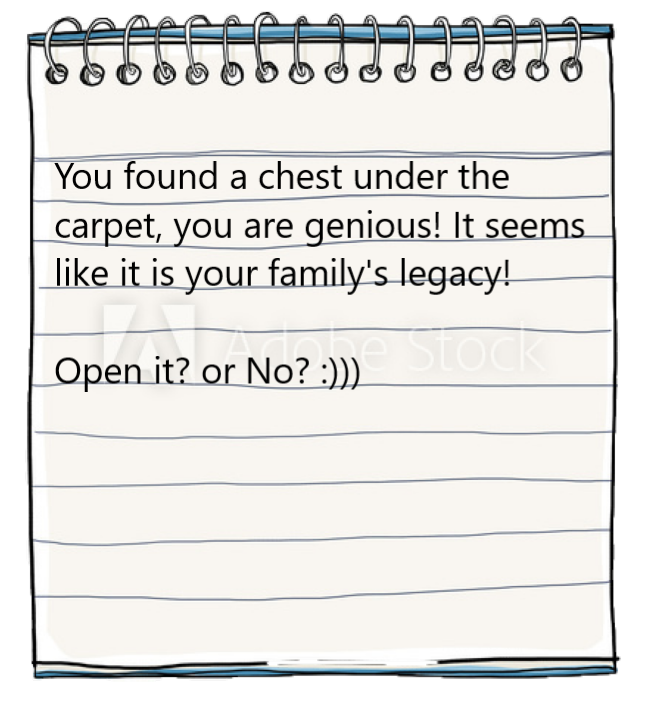 You found a chest under the
carpet, you are genious! It seems
like it is your family's legacy!
Adobe Stock
Open it? or No? :)))